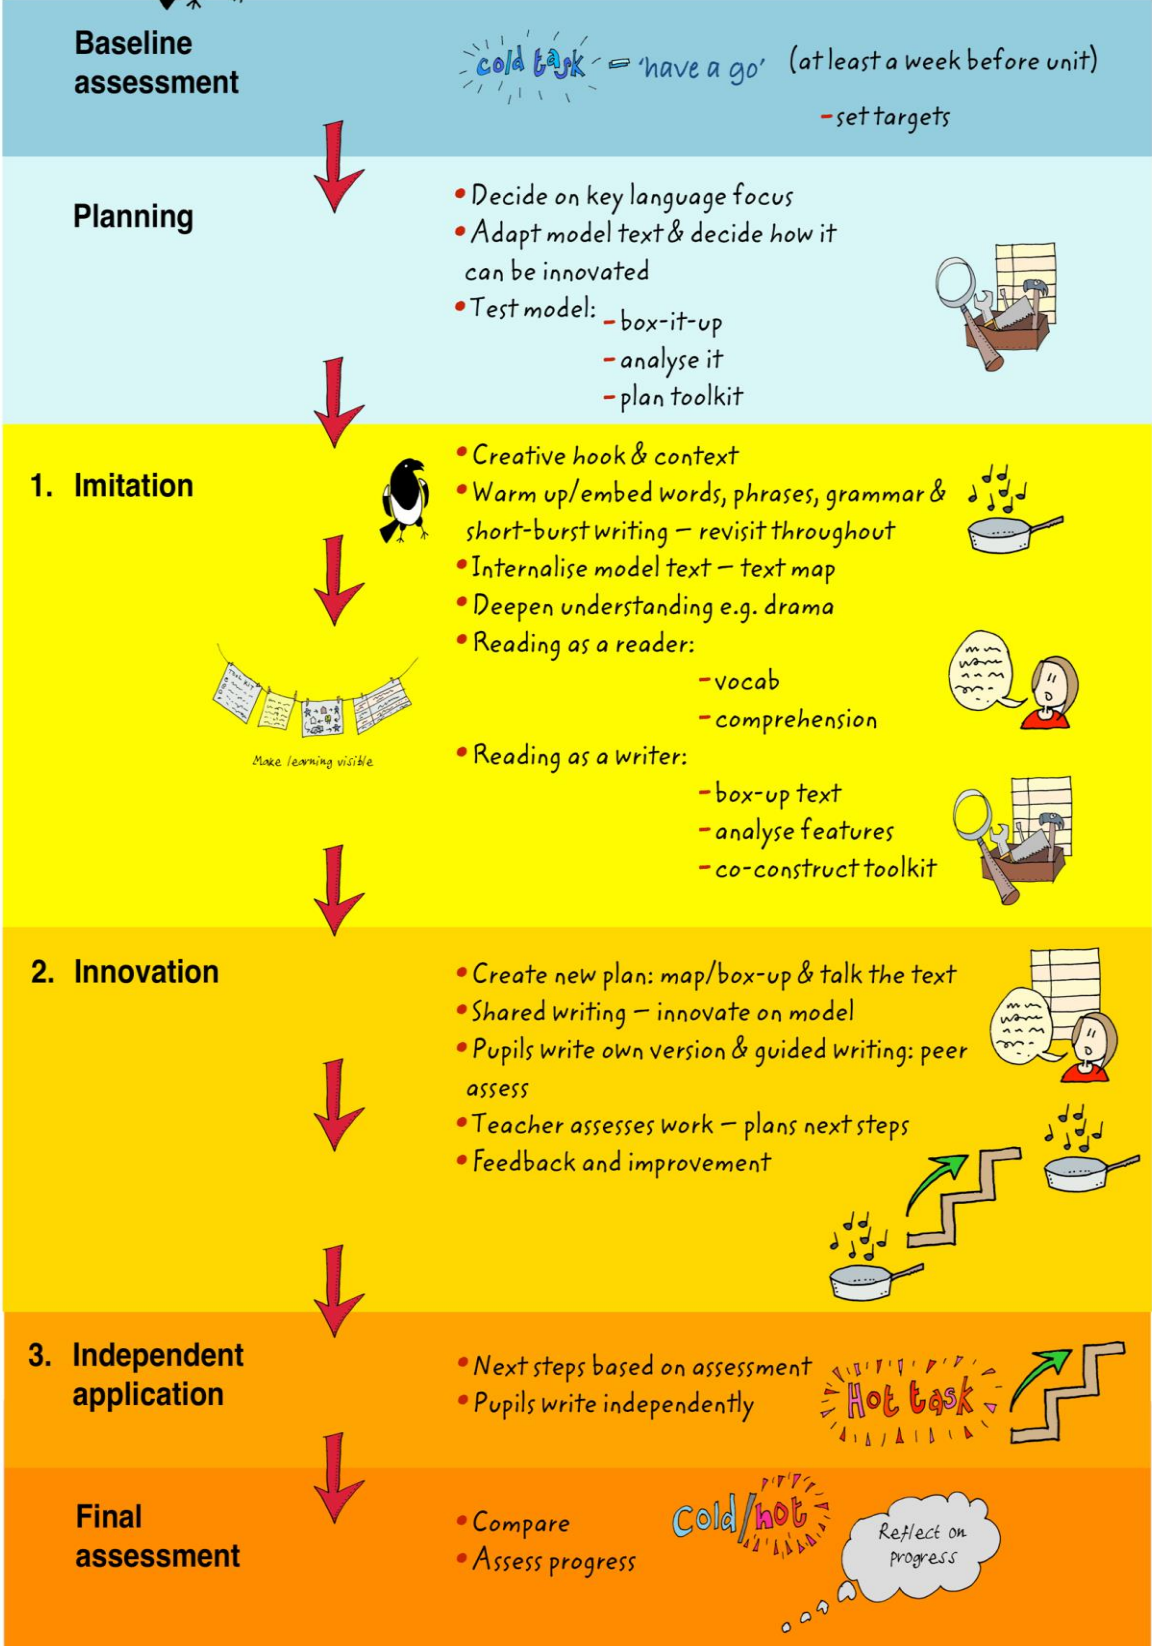 Baseline
assessment
cold task = 'have a go' (at least a week before unit)
- set targets
Planning
• Decide on key language focus
• Adapt model text & decide how it
can be innovated
• Test model:
- box-it-up
- analyse it
- plan toolkit
1. Imitation
• Creative hook & context
• Warm up/embed words, phrases, grammar &
short-burst writing – revisit throughout
• Internalise model text – text map
• Deepen understanding e.g. drama
• Reading as a reader:
- vocab
- comprehension
TOOL KIT
Make learning visible
• Reading as a writer:
- box-up text
- analyse features
- co-construct toolkit
2. Innovation
• Create new plan: map/box-up & talk the text
• Shared writing – innovate on model
• Pupils write own version & guided writing: peer
assess
• Teacher assesses work – plans next steps
• Feedback and improvement
3. Independent
application
• Next steps based on assessment
• Pupils write independently
Hot task
Final
assessment
• Compare
• Assess progress
Cold/hot
Reflect on
progress